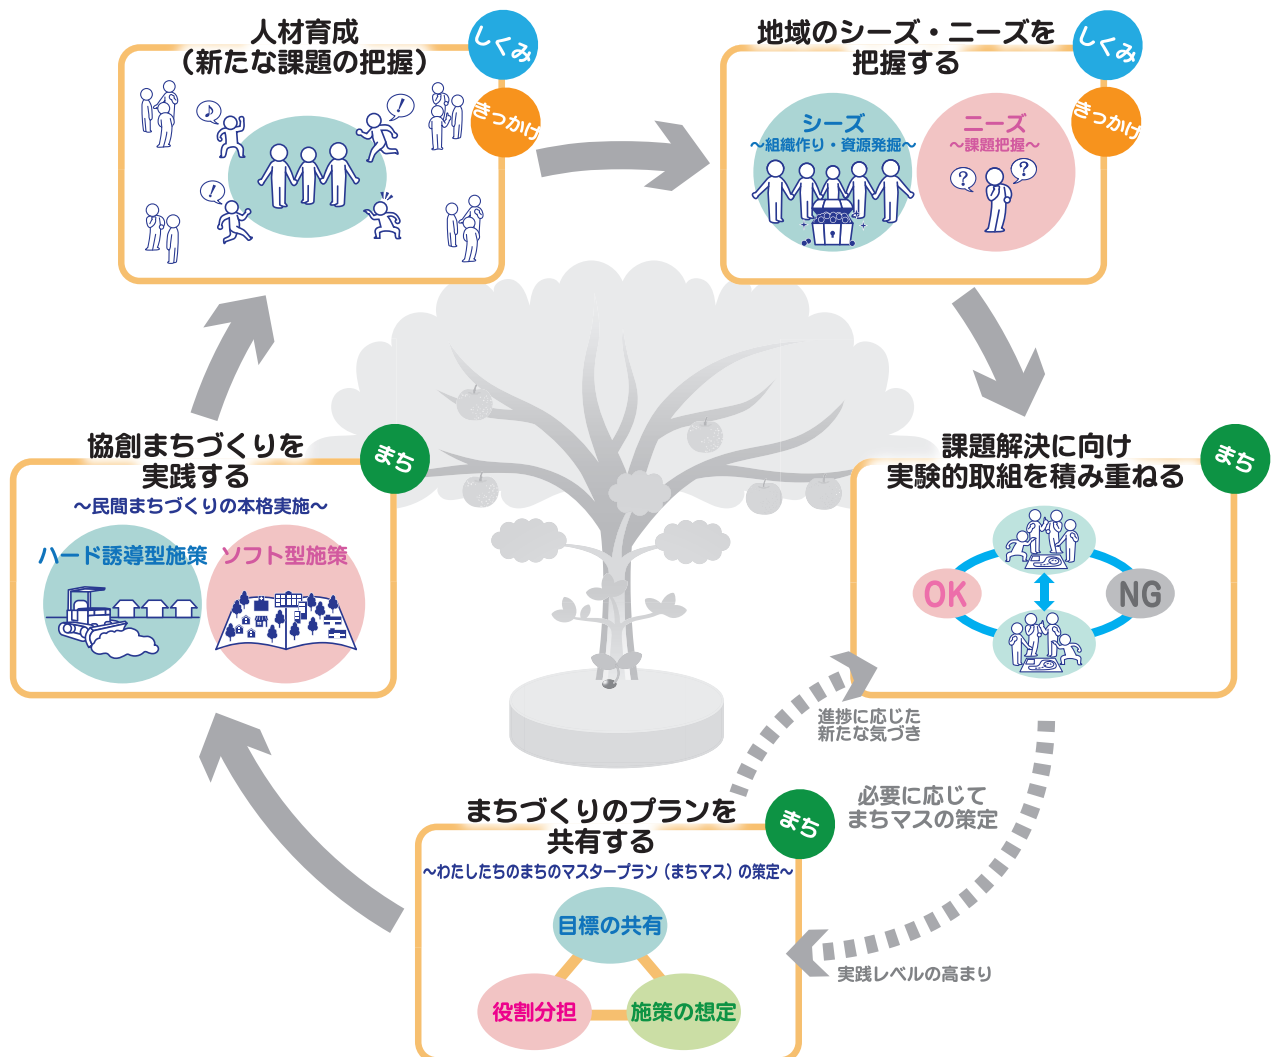 人材育成
（新たな課題の把握）
しくみ
きっかけ
♪
!
!
地域のシーズ・ニーズを
把握する
しくみ
きっかけ
シーズ
～組織作り・資源発掘～
ニーズ
～課題把握～
?
?
課題解決に向け
実験的取組を積み重ねる
まち
OK
NG
進捗に応じた
新たな気づき
必要に応じて
まちマスの策定
実践レベルの高まり
まちづくりのプランを
共有する
まち
～わたしたちのまちのマスタープラン（まちマス）の策定～
目標の共有
役割分担
施策の想定
協創まちづくりを
実践する
まち
～民間まちづくりの本格実施～
ハード誘導型施策
ソフト型施策